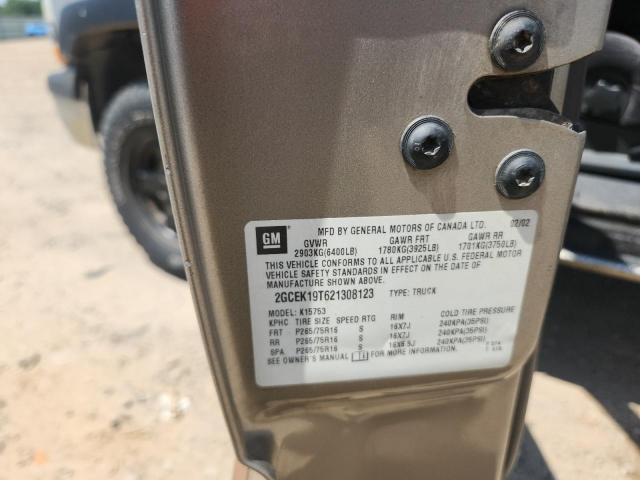 GM MFD BY GENERAL MOTORS OF CANADA LTD. 02/02
GVWR GAWR FRT GAWR RR
2903KG(6400LB) 1780KG(3925LB) 1701KG(3750LB)
THIS VEHICLE CONFORMS TO ALL APPLICABLE U.S. FEDERAL MOTOR
VEHICLE SAFETY STANDARDS IN EFFECT ON THE DATE OF
MANUFACTURE SHOWN ABOVE.
2GCEK19T621308123 TYPE: TRUCK
MODEL: K15753
KPHC TIRE SIZE SPEED RTG RIM COLD TIRE PRESSURE
FRT P265/75R16 S 16X7J 240KPA(35PSI)
RR P265/75R16 S 16X7J 240KPA(35PSI)
SPA P265/75R16 S 16X6.5J 240KPA(35PSI)
SEE OWNER'S MANUAL FOR MORE INFORMATION.